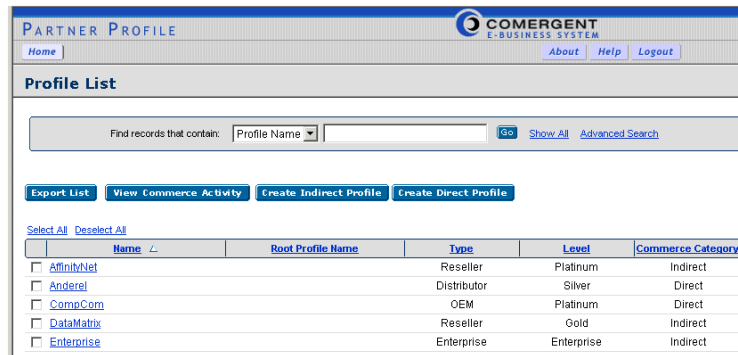 PARTNER PROFILE
COMERGENT
E-BUSINESS SYSTEM
Home
About Help Logout
Profile List
Find records that contain: Profile Name Go Show All Advanced Search
Export List View Commerce Activity Create Indirect Profile Create Direct Profile
Select All Deselect All
Name Root Profile Name Type Level Commerce Category
AffinityNet Reseller Platinum Indirect
Anderel Distributor Silver Direct
CompCom OEM Platinum Direct
DataMatrix Reseller Gold Indirect
Enterprise Enterprise Enterprise Indirect